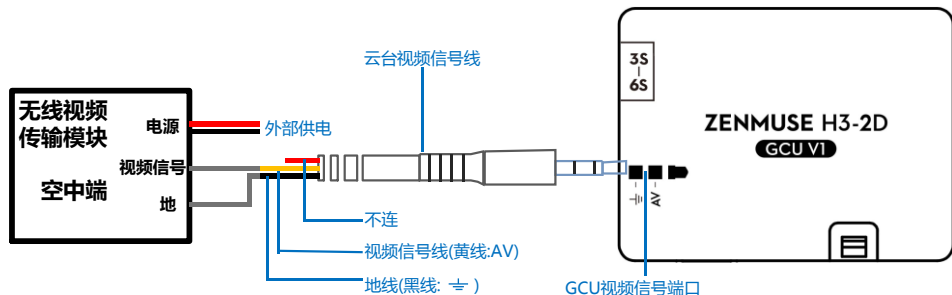 云台视频信号线
3S
-
6S
无线视频
传输模块
空中端
电源
外部供电
视频信号
地
ZENMUSE H3-2D
GCU V1
AV
不连
视频信号线(黄线:AV)
地线(黑线: ⏚ )
GCU视频信号端口